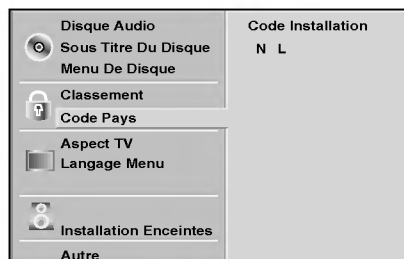 Disque Audio
Sous Titre Du Disque
Menu De Disque
Classement
Code Pays
Aspect TV
Langage Menu
Installation Enceintes
Autre
Code Installation
N L